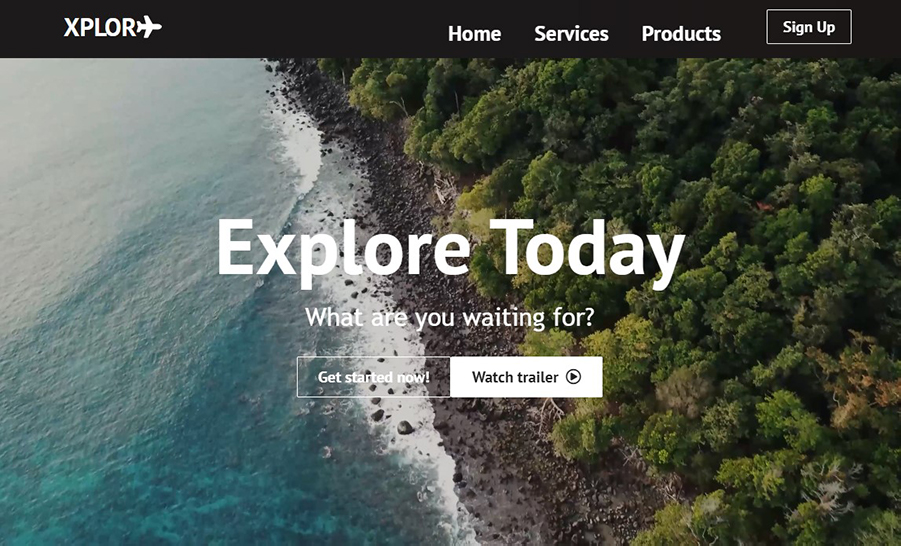 XPLOR
Home Services Products Sign Up
Explore Today
What are you waiting for?
Get started now! Watch trailer